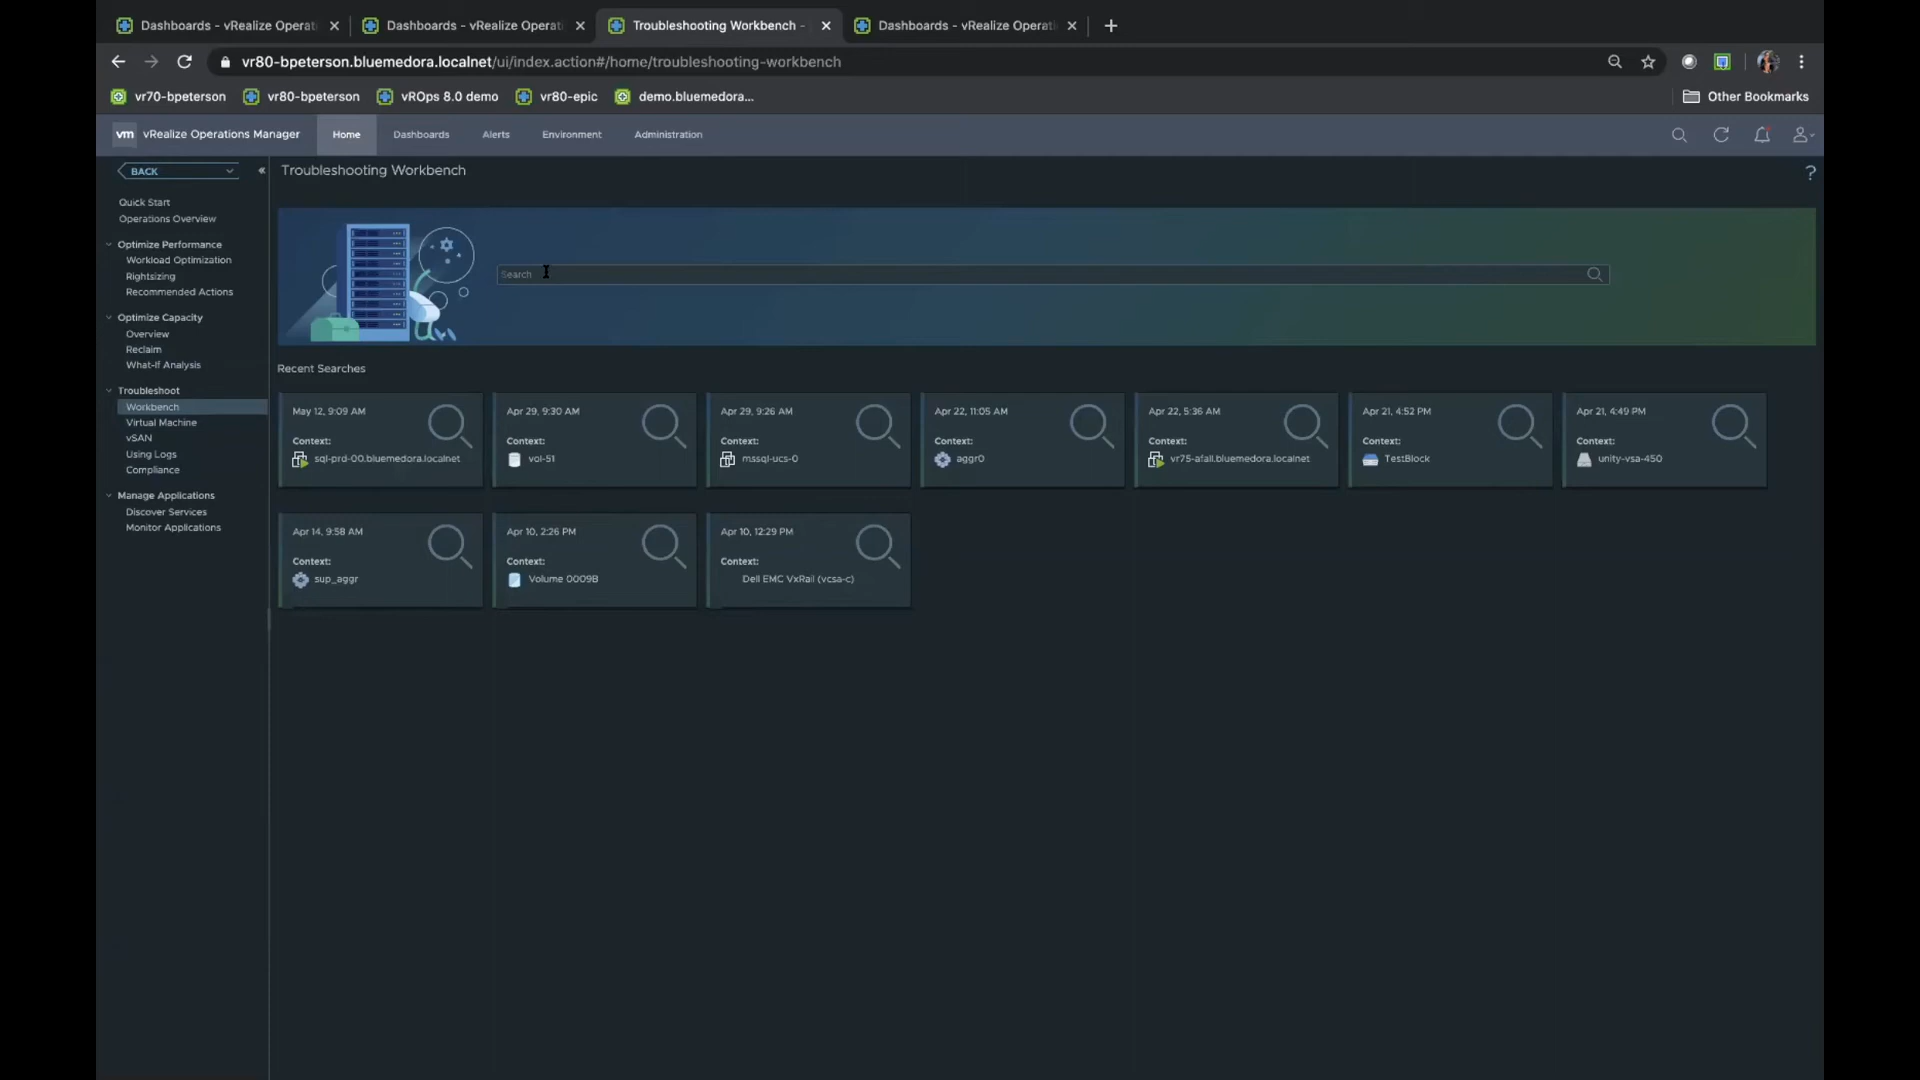 Dashboards - vRealize Operati
Dashboards - vRealize Operati
Troubleshooting Workbench -
Dashboards - vRealize Operati
vr80-bpeterson.bluemedora.localnet/ui/index.action#/home/troubleshooting-workbench
vr70-bpeterson
vr80-bpeterson
vROps 8.0 demo
vr80-epic
demo.bluemedora...
Other Bookmarks
vm vRealize Operations Manager
Home
Dashboards
Alerts
Environment
Administration
BACK
Quick Start
Operations Overview
Optimize Performance
Workload Optimization
Rightsizing
Recommended Actions
Optimize Capacity
Overview
Reclaim
What-If Analysis
Troubleshoot
Workbench
Virtual Machine
vSAN
Using Logs
Compliance
Manage Applications
Discover Services
Monitor Applications
Troubleshooting Workbench
?
Search
Recent Searches
May 12, 9:09 AM
Context:
sql-prd-00.bluemedora.localnet
Apr 29, 9:30 AM
Context:
vol-51
Apr 29, 9:26 AM
Context:
mssql-ucs-0
Apr 22, 11:05 AM
Context:
aggr0
Apr 22, 5:36 AM
Context:
vr75-afall.bluemedora.localnet
Apr 21, 4:52 PM
Context:
TestBlock
Apr 21, 4:49 PM
Context:
unity-vsa-450
Apr 14, 9:58 AM
Context:
sup_aggr
Apr 10, 2:26 PM
Context:
Volume 0009B
Apr 10, 12:29 PM
Context:
Dell EMC VxRail (vcsa-c)